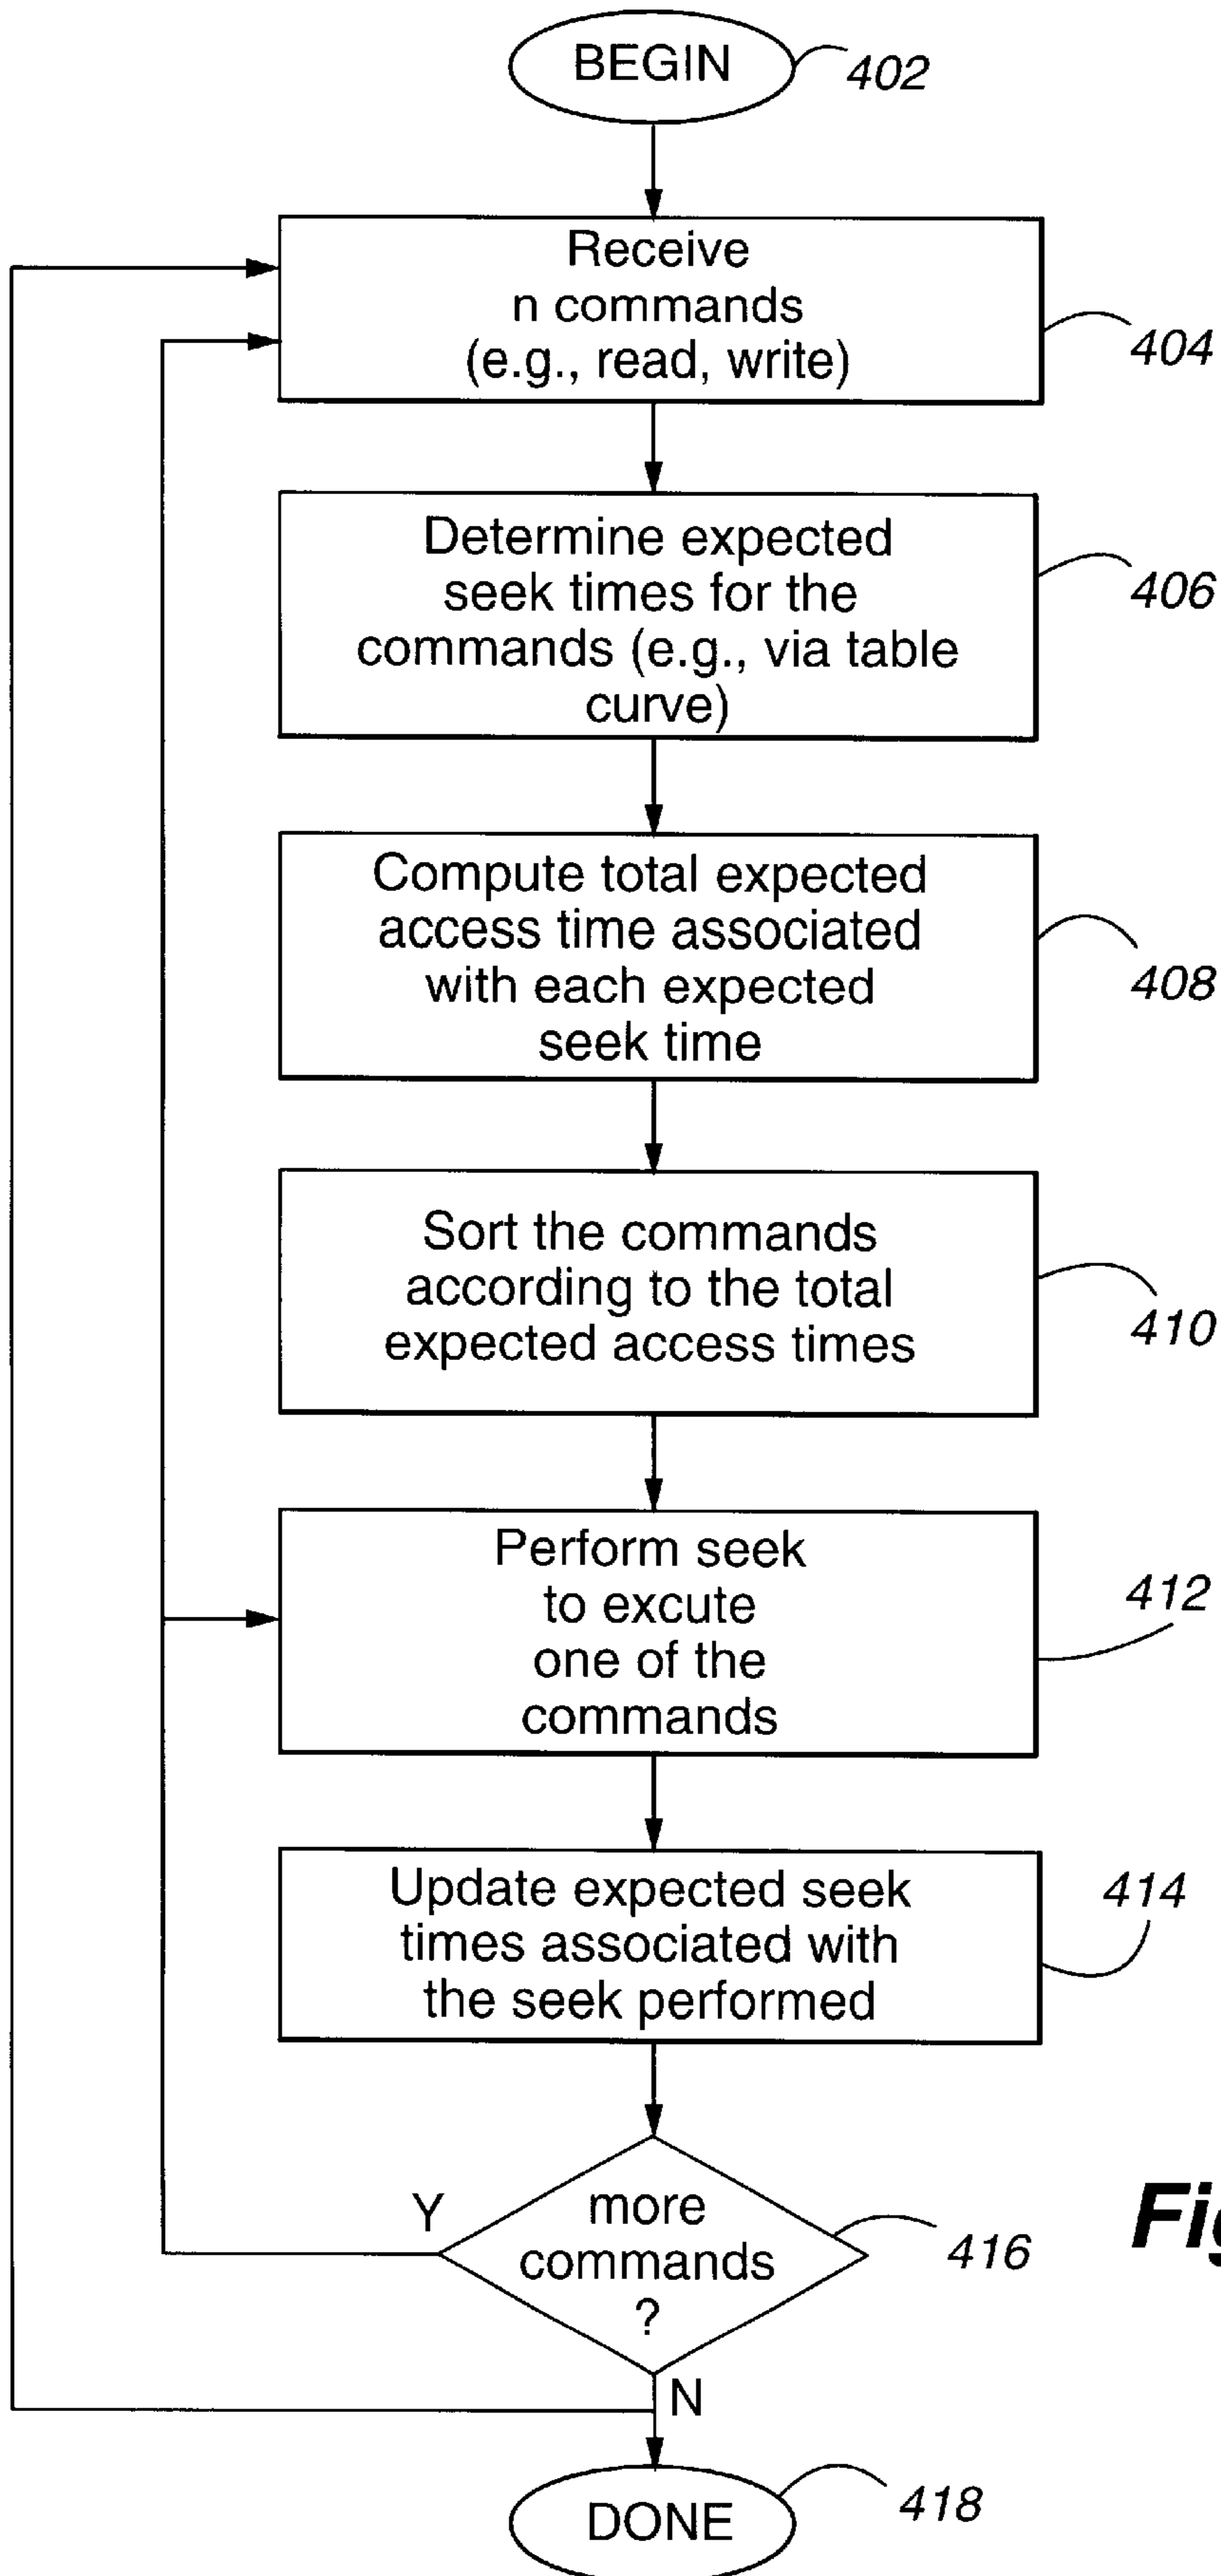 BEGIN
402
Receive
n commands
(e.g., read, write)
404
Determine expected
seek times for the
commands (e.g., via table
curve)
406
Compute total expected
access time associated
with each expected
seek time
408
Sort the commands
according to the total
expected access times
410
Perform seek
to excute
one of the
commands
412
Update expected seek
times associated with
the seek performed
414
Y
more
commands
?
416
N
DONE
418